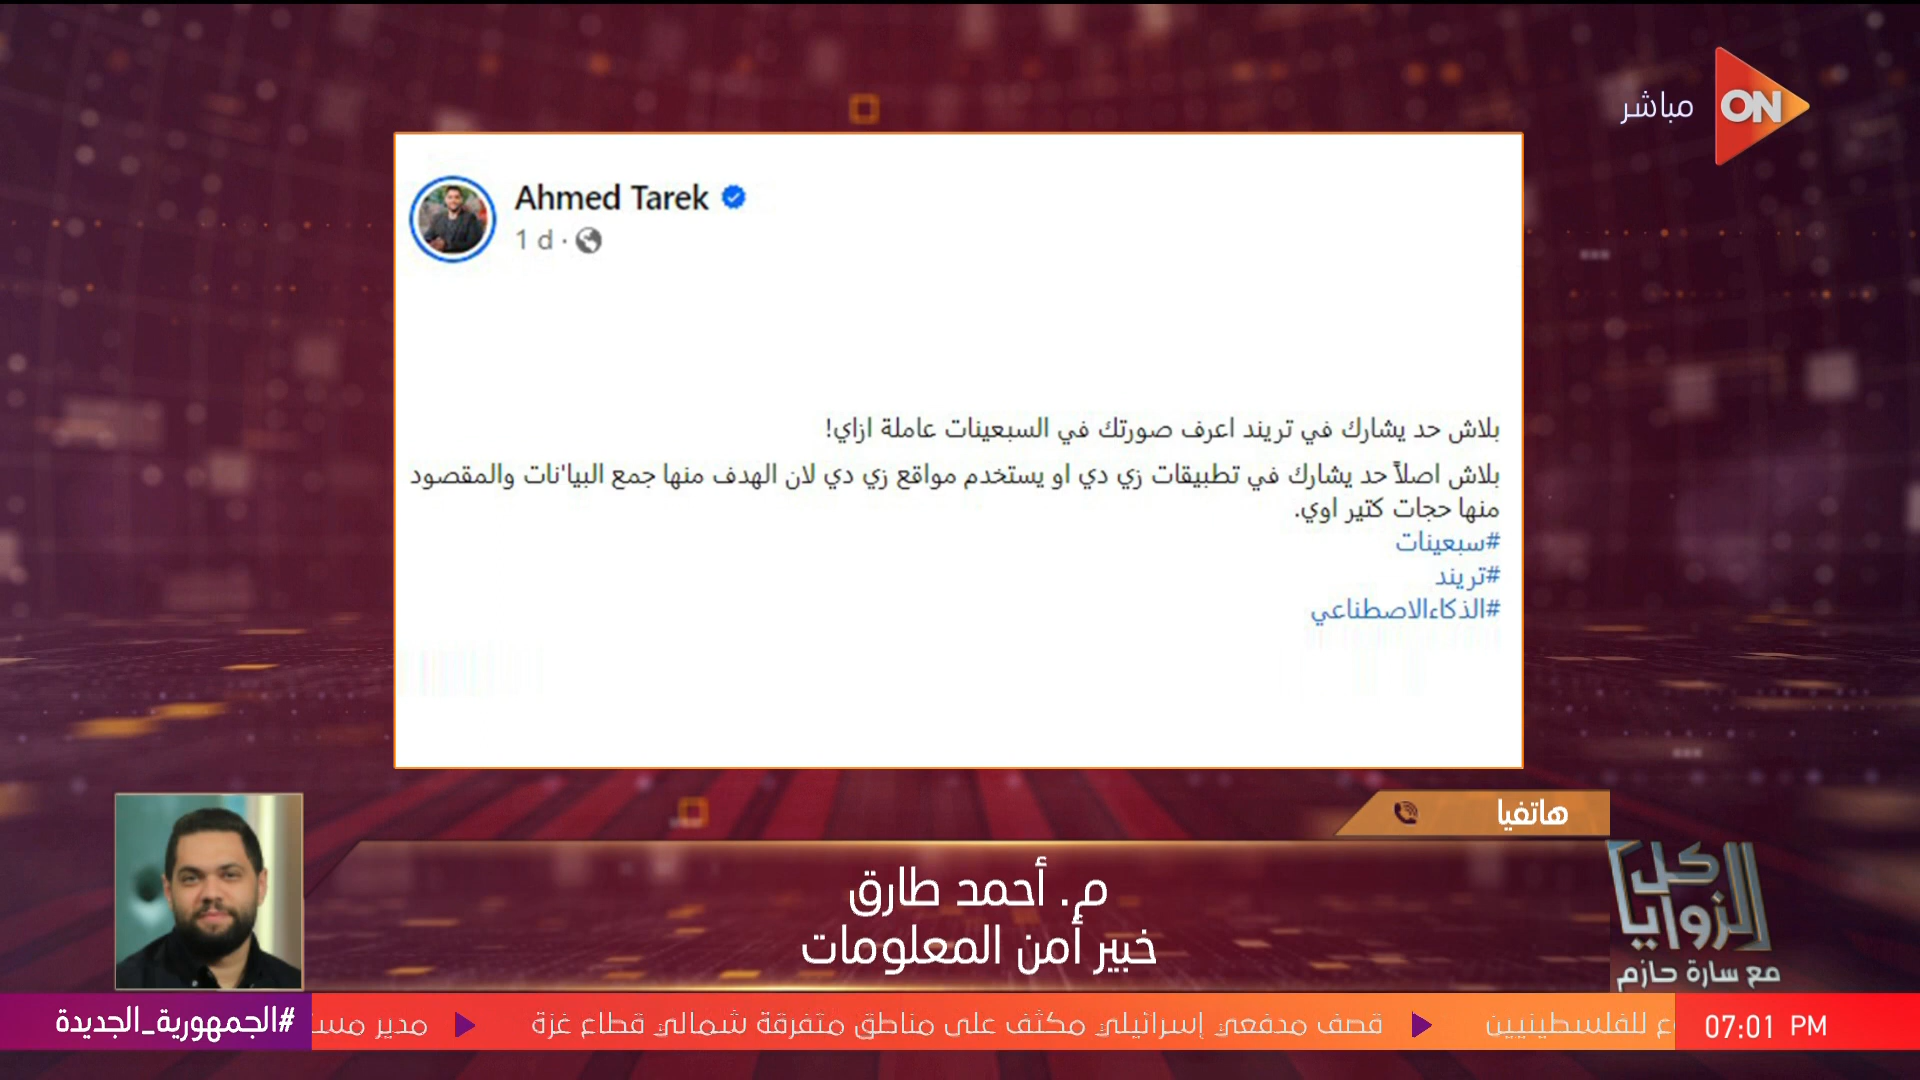 مباشر
ON
Ahmed Tarek
1 d ·
بلاش حد يشارك في تريند اعرف صورتك في السبعينات عاملة ازاي!
بلاش اصلاً حد يشارك في تطبيقات زي دي او يستخدم مواقع زي دي لان الهدف منها جمع البيا'نات والمقصود
منها حجات كتير اوي.
#سبعينات
#تريند
#الذكاءالاصطناعي
هاتفيا
م. أحمد طارق
خبير أمن المعلومات
كل
الزوايا
مع سارة حازم
07:01 PM
ع للفلسطينيين
قصف مدفعي إسرائيلي مكثف على مناطق متفرقة شمالي قطاع غزة
مدير
#الجمهورية_الجديدة